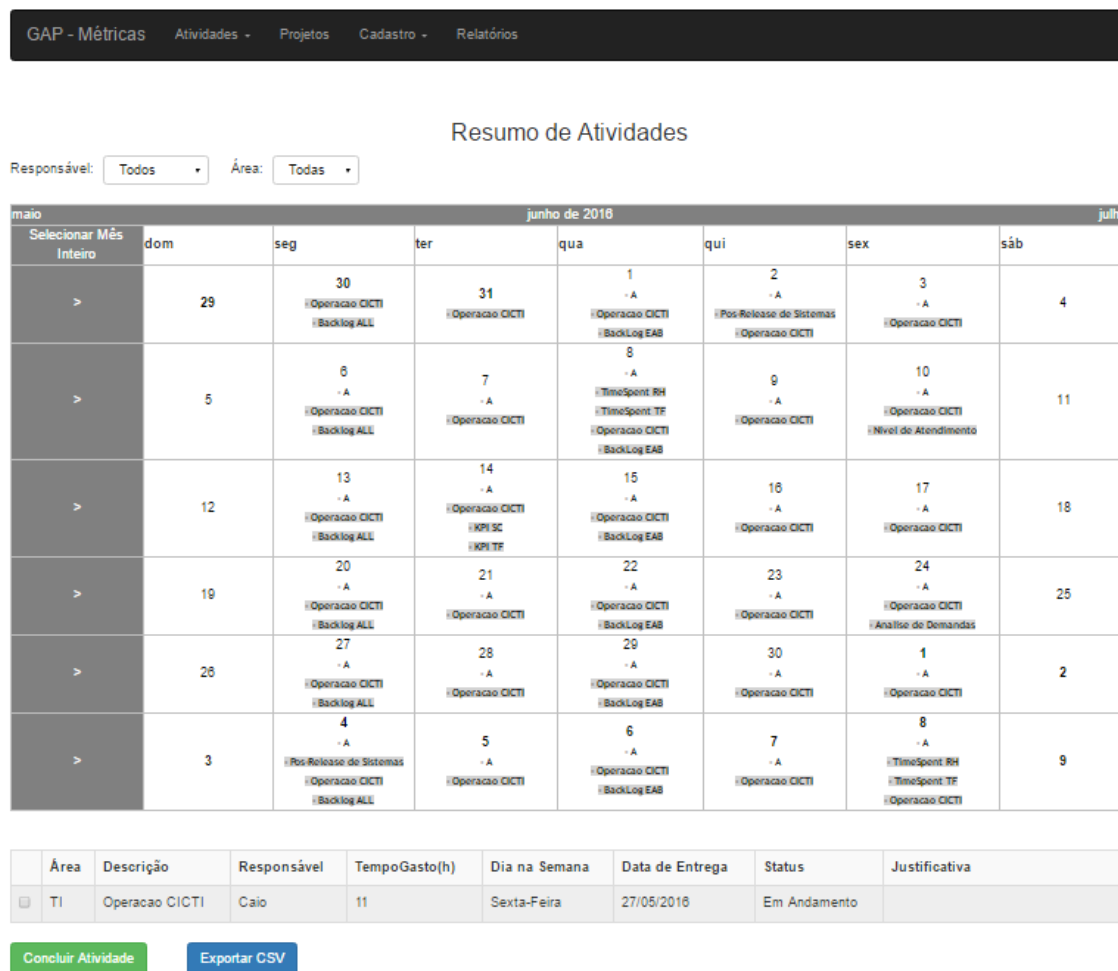 GAP - Métricas Atividades Projetos Cadastro Relatórios
Resumo de Atividades
Responsável: Todos Área: Todas
maio junho de 2016 julh
Selecionar Mês Inteiro dom seg ter qua qui sex sáb
>
29
30
- Operacao CICTI
- Backlog ALL
31
- Operacao CICTI
1
- A
- Operacao CICTI
- BackLog EAB
2
- A
- Pos-Release de Sistemas
- Operacao CICTI
3
- A
- Operacao CICTI
4
>
5
6
- A
- Operacao CICTI
- Backlog ALL
7
- A
- Operacao CICTI
8
- A
- TimeSpent RH
- TimeSpent TF
- Operacao CICTI
- BackLog EAB
9
- A
- Operacao CICTI
10
- A
- Operacao CICTI
- Nivel de Atendimento
11
>
12
13
- A
- Operacao CICTI
- Backlog ALL
14
- A
- Operacao CICTI
- KPI SC
- KPI TF
15
- A
- Operacao CICTI
- BackLog EAB
16
- A
- Operacao CICTI
17
- A
- Operacao CICTI
18
>
19
20
- A
- Operacao CICTI
- Backlog ALL
21
- A
- Operacao CICTI
22
- A
- Operacao CICTI
- BackLog EAB
23
- A
- Operacao CICTI
24
- A
- Operacao CICTI
- Analise de Demandas
25
>
26
27
- A
- Operacao CICTI
- Backlog ALL
28
- A
- Operacao CICTI
29
- A
- Operacao CICTI
- BackLog EAB
30
- A
- Operacao CICTI
1
- A
- Operacao CICTI
2
>
3
4
- A
- Pos-Release de Sistemas
- Operacao CICTI
- Backlog ALL
5
- A
- Operacao CICTI
6
- A
- Operacao CICTI
- BackLog EAB
7
- A
- Operacao CICTI
8
- A
- TimeSpent RH
- TimeSpent TF
- Operacao CICTI
9
Área Descrição Responsável TempoGasto(h) Dia na Semana Data de Entrega Status Justificativa
TI Operacao CICTI Caio 11 Sexta-Feira 27/05/2016 Em Andamento
Concluir Atividade Exportar CSV